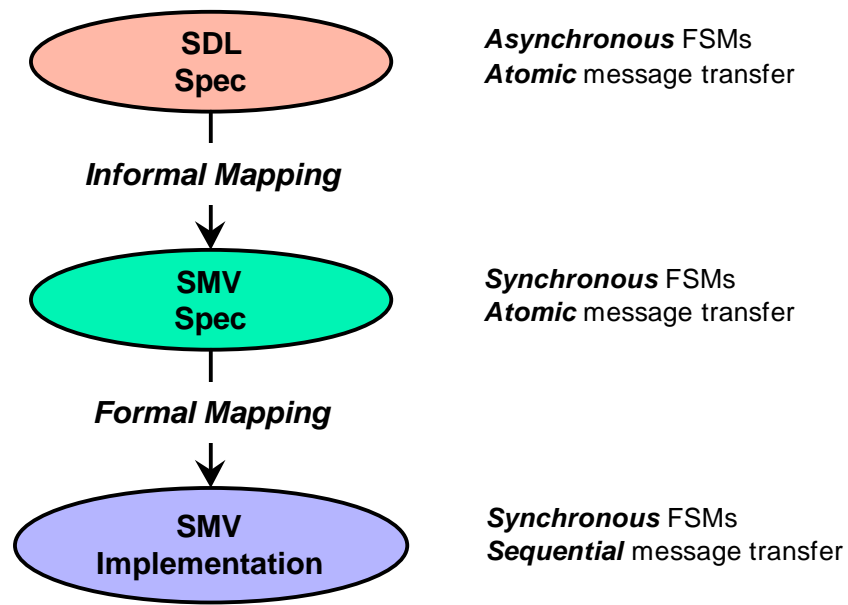 SDL
Spec
Asynchronous FSMs
Atomic message transfer
Informal Mapping
SMV
Spec
Synchronous FSMs
Atomic message transfer
Formal Mapping
SMV
Implementation
Synchronous FSMs
Sequential message transfer